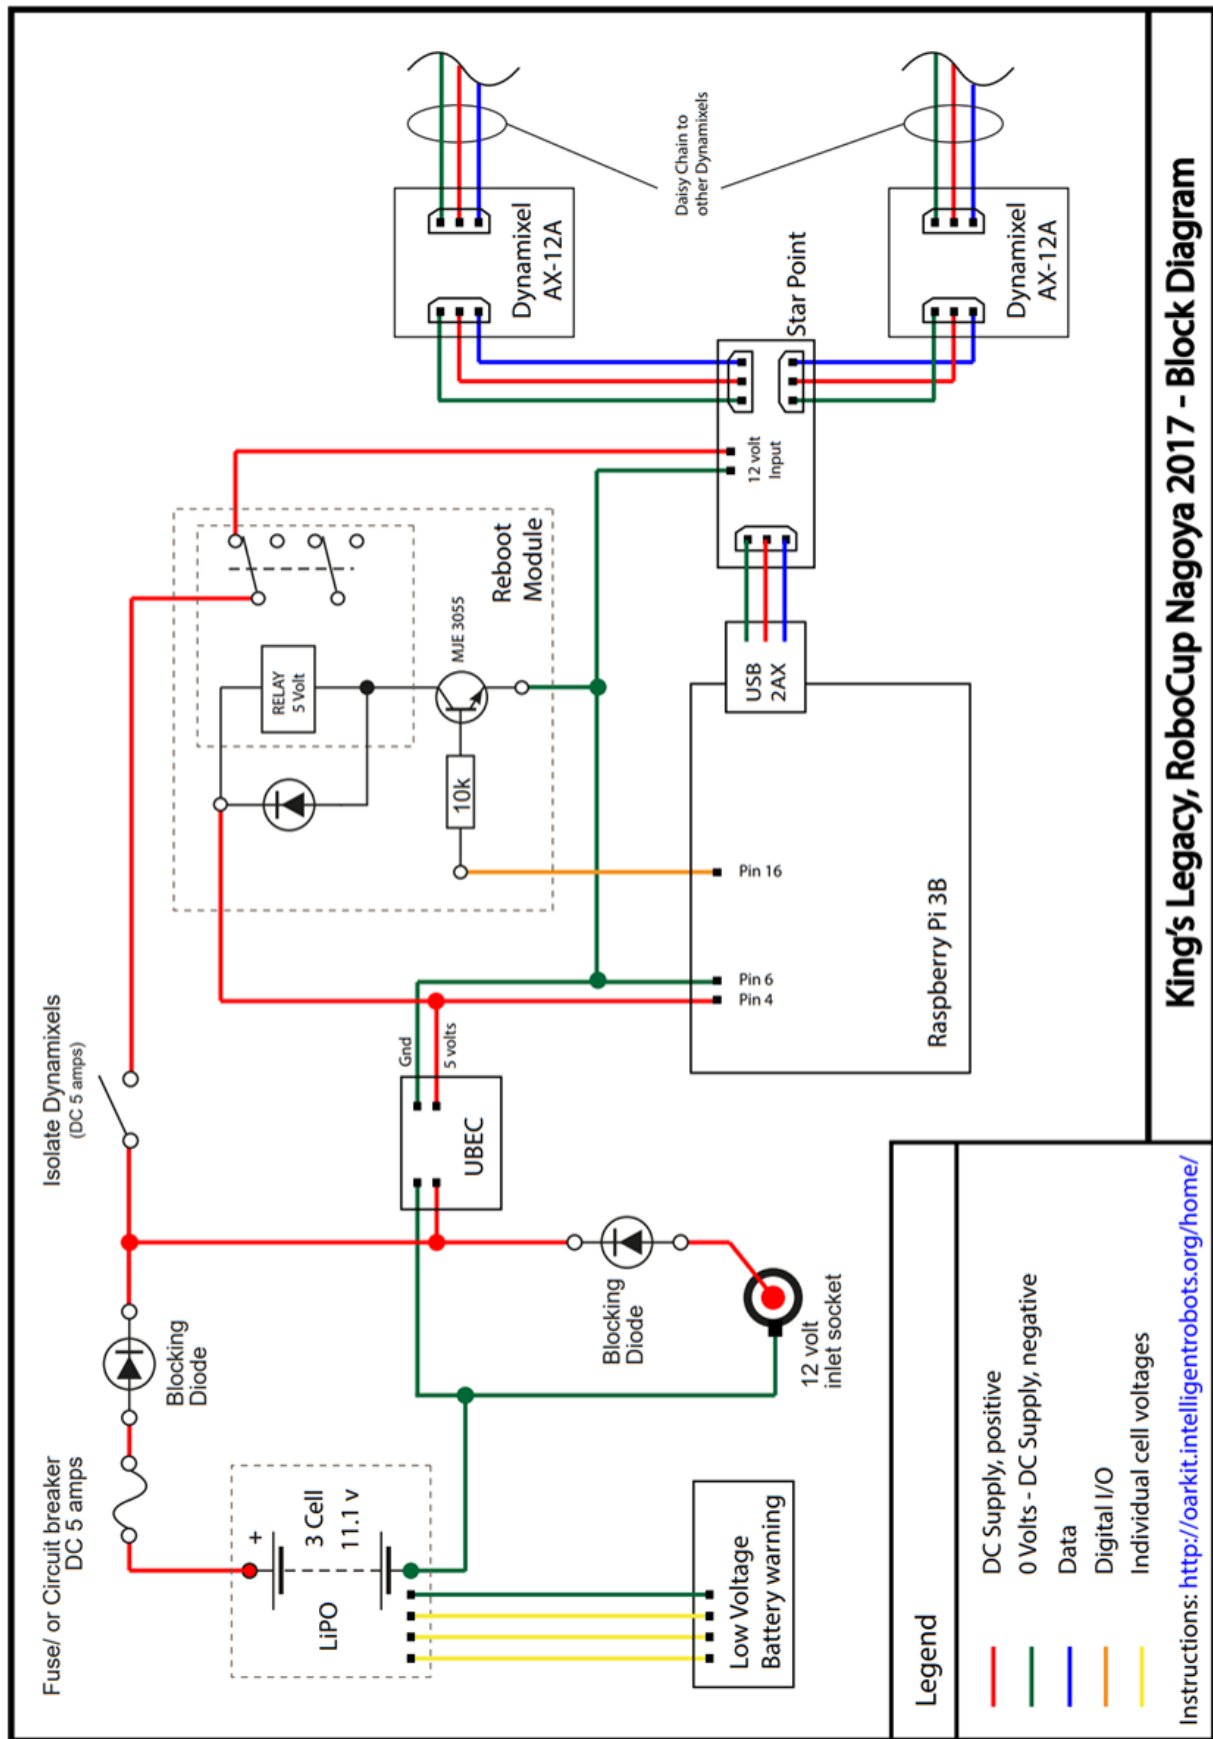 Fuse/ or Circuit breaker
DC 5 amps
Blocking
Diode
Isolate Dynamixels
(DC 5 amps)
+
3 Cell
11.1 v
LiPO
Low Voltage
Battery warning
Blocking
Diode
12 volt
inlet socket
UBEC
Gnd
5 volts
RELAY
5 Volt
10k
MJE 3055
Reboot
Module
Pin 16
Pin 6
Pin 4
Raspberry Pi 3B
USB
2AX
12 volt
Input
Star Point
Dynamixel
AX-12A
Daisy Chain to
other Dynamixels
Dynamixel
AX-12A
Legend
DC Supply, positive
0 Volts - DC Supply, negative
Data
Digital I/O
Individual cell voltages
Instructions: http://oarkit.intelligentrobots.org/home/
King's Legacy, RoboCup Nagoya 2017 - Block Diagram